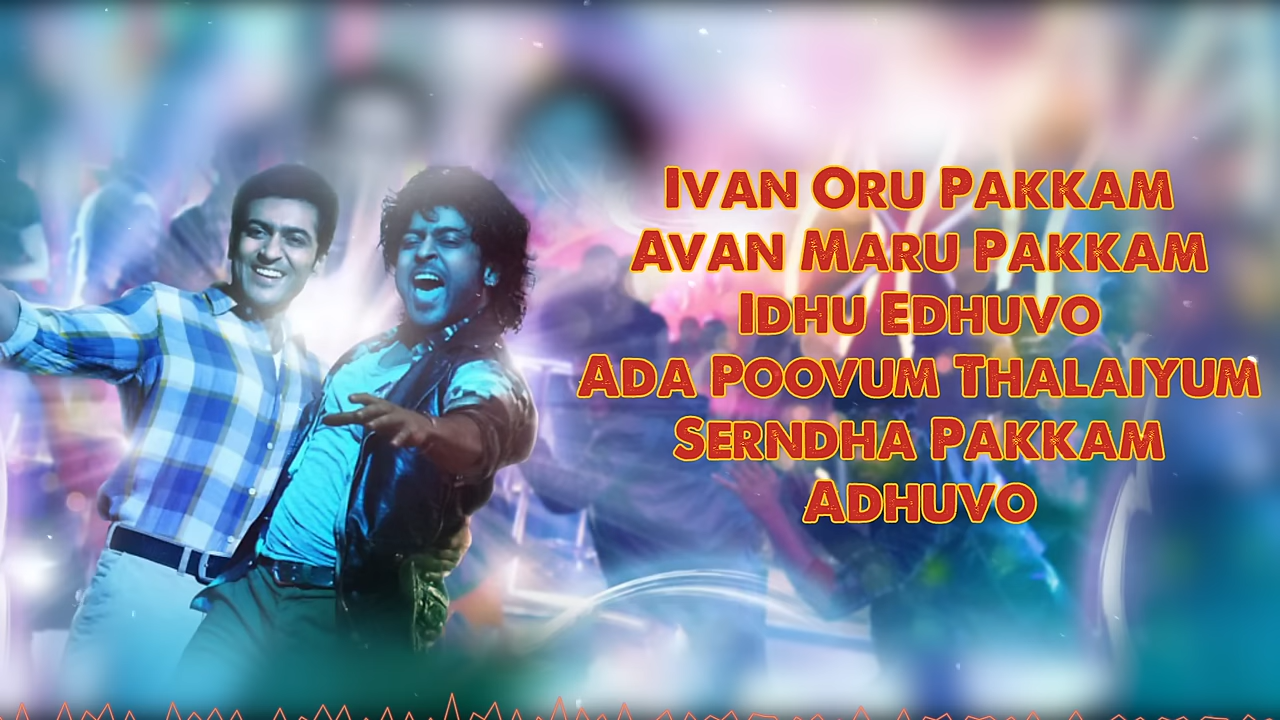 Ivan Oru Pakkam
Avan Maru Pakkam
Idhu Edhuvo
Ada Poovum Thalaiyum
Serndha Pakkam
Adhuvo